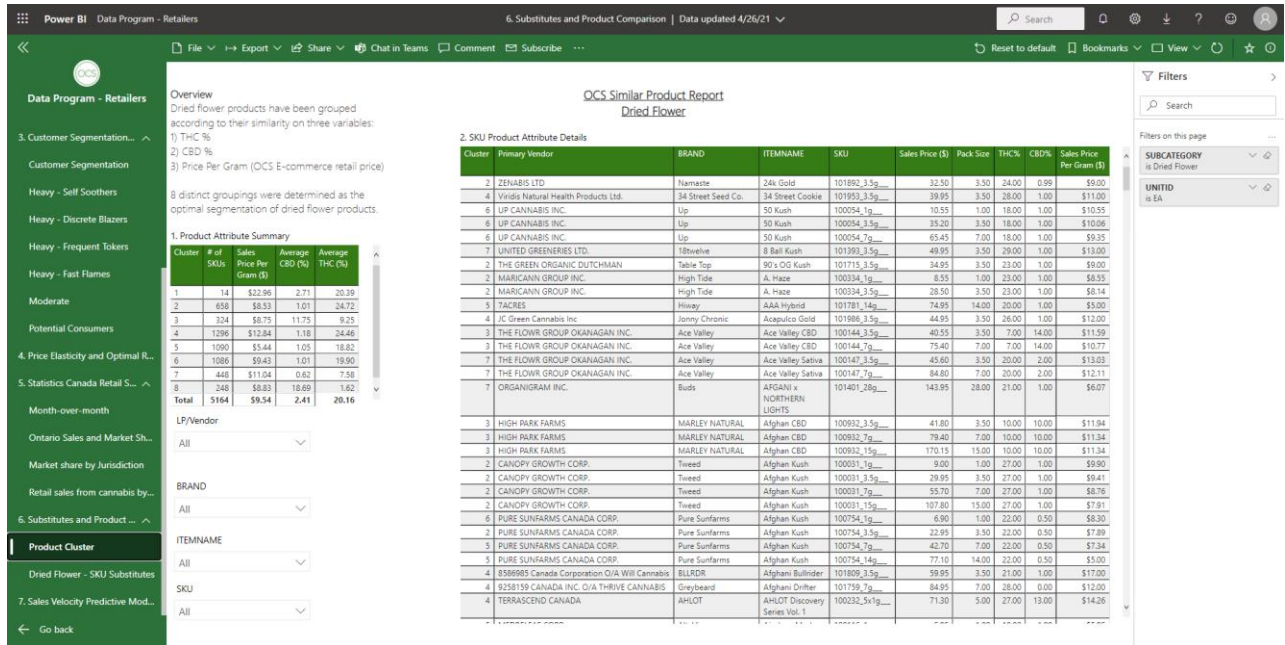 Power BI Data Program - Retailers
6. Substitutes and Product Comparison | Data updated 4/26/21
Search
File Export Share Chat in Teams Comment Subscribe ...
Reset to default Bookmarks View
OCS
Data Program - Retailers
3. Customer Segmentation...
Customer Segmentation
Heavy - Self Soothers
Heavy - Discrete Blazers
Heavy - Frequent Tokers
Heavy - Fast Flames
Moderate
Potential Consumers
4. Price Elasticity and Optimal R...
5. Statistics Canada Retail S...
Month-over-month
Ontario Sales and Market Sh...
Market share by Jurisdiction
Retail sales from cannabis by...
6. Substitutes and Product ...
Product Cluster
Dried Flower - SKU Substitutes
7. Sales Velocity Predictive Mod...
Go back
Overview
Dried flower products have been grouped
according to their similarity on three variables:
1) THC %
2) CBD %
3) Price Per Gram (OCS E-commerce retail price)
8 distinct groupings were determined as the
optimal segmentation of dried flower products.
1. Product Attribute Summary
Cluster # of SKUs Sales Price Per Gram ($) Average CBD (%) Average THC (%)
1 14 $22.96 2.71 20.39
2 658 $8.53 1.01 24.72
3 324 $8.75 11.75 9.25
4 1296 $12.84 1.18 24.46
5 1090 $5.44 1.05 18.82
6 1086 $9.43 1.01 19.90
7 448 $11.04 0.62 7.58
8 248 $8.83 18.69 1.62
Total 5164 $9.54 2.41 20.16
LP/Vendor
All
BRAND
All
ITEMNAME
All
SKU
All
OCS Similar Product Report
Dried Flower
2. SKU Product Attribute Details
Cluster Primary Vendor BRAND ITEMNAME SKU Sales Price ($) Pack Size THC% CBD% Sales Price Per Gram ($)
2 ZENABIS LTD Namaste 24k Gold 101892_3.5g___ 32.50 3.50 24.00 0.99 $9.00
4 Viridis Natural Health Products Ltd. 34 Street Seed Co. 34 Street Cookie 101953_3.5g___ 39.95 3.50 28.00 1.00 $11.00
6 UP CANNABIS INC. Up 50 Kush 100054_1g___ 10.55 1.00 18.00 1.00 $10.55
6 UP CANNABIS INC. Up 50 Kush 100054_3.5g___ 35.20 3.50 18.00 1.00 $10.06
6 UP CANNABIS INC. Up 50 Kush 100054_7g___ 65.45 7.00 18.00 1.00 $9.35
7 UNITED GREENERIES LTD. 18twelve 8 Ball Kush 101393_3.5g___ 49.95 3.50 29.00 1.00 $13.00
2 THE GREEN ORGANIC DUTCHMAN Table Top 90's OG Kush 101715_3.5g___ 34.95 3.50 23.00 1.00 $9.00
2 MARICANN GROUP INC. High Tide A. Haze 100334_1g___ 8.55 1.00 23.00 1.00 $8.55
2 MARICANN GROUP INC. High Tide A. Haze 100334_3.5g___ 28.50 3.50 23.00 1.00 $8.14
5 7ACRES Hiway AAA Hybrid 101781_14g___ 74.95 14.00 20.00 1.00 $5.00
4 JC Green Cannabis Inc Jonny Chronic Acapulco Gold 101986_3.5g___ 44.95 3.50 26.00 1.00 $12.00
3 THE FLOWR GROUP OKANAGAN INC. Ace Valley Ace Valley CBD 100144_3.5g___ 40.55 3.50 7.00 14.00 $11.59
3 THE FLOWR GROUP OKANAGAN INC. Ace Valley Ace Valley CBD 100144_7g___ 75.40 7.00 7.00 14.00 $10.77
7 THE FLOWR GROUP OKANAGAN INC. Ace Valley Ace Valley Sativa 100147_3.5g___ 45.60 3.50 20.00 2.00 $13.03
7 THE FLOWR GROUP OKANAGAN INC. Ace Valley Ace Valley Sativa 100147_7g___ 84.80 7.00 20.00 2.00 $12.11
7 ORGANIGRAM INC. Buds AFGANI x NORTHERN LIGHTS 101401_28g___ 143.95 28.00 21.00 1.00 $6.07
3 HIGH PARK FARMS MARLEY NATURAL Afghan CBD 100932_3.5g___ 41.80 3.50 10.00 10.00 $11.94
3 HIGH PARK FARMS MARLEY NATURAL Afghan CBD 100932_7g___ 79.40 7.00 10.00 10.00 $11.34
3 HIGH PARK FARMS MARLEY NATURAL Afghan CBD 100932_15g___ 170.15 15.00 10.00 10.00 $11.34
2 CANOPY GROWTH CORP. Tweed Afghan Kush 100031_1g___ 9.00 1.00 27.00 1.00 $9.90
2 CANOPY GROWTH CORP. Tweed Afghan Kush 100031_3.5g___ 29.95 3.50 27.00 1.00 $9.41
2 CANOPY GROWTH CORP. Tweed Afghan Kush 100031_7g___ 55.70 7.00 27.00 1.00 $8.76
2 CANOPY GROWTH CORP. Tweed Afghan Kush 100031_15g___ 107.80 15.00 27.00 1.00 $7.91
6 PURE SUNFARMS CANADA CORP. Pure Sunfarms Afghan Kush 100754_1g___ 6.90 1.00 22.00 0.50 $8.30
2 PURE SUNFARMS CANADA CORP. Pure Sunfarms Afghan Kush 100754_3.5g___ 22.95 3.50 22.00 0.50 $7.89
5 PURE SUNFARMS CANADA CORP. Pure Sunfarms Afghan Kush 100754_7g___ 42.70 7.00 22.00 0.50 $7.34
5 PURE SUNFARMS CANADA CORP. Pure Sunfarms Afghan Kush 100754_14g___ 77.10 14.00 22.00 0.50 $5.00
4 8586985 Canada Corporation O/A Will Cannabis BLLRDR Afghani Bullrider 101809_3.5g___ 59.95 3.50 21.00 1.00 $17.00
4 9258159 CANADA INC. O/A THRIVE CANNABIS Greybeard Afghani Drifter 101759_7g___ 84.95 7.00 28.00 0.00 $12.00
4 TERRASCEND CANADA AHLOT AHLOT Discovery Series Vol. 1 100232_5x1g___ 71.30 5.00 27.00 13.00 $14.26
Filters
Search
Filters on this page ...
SUBCATEGORY
is Dried Flower
UNITID
is EA